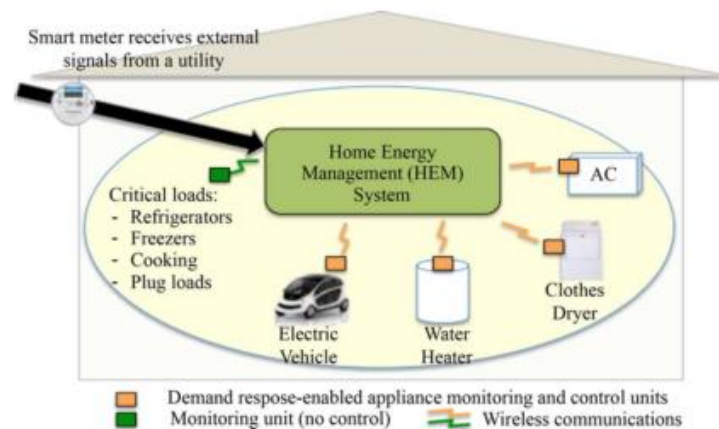 Smart meter receives external
signals from a utility
Home Energy
Management (HEM)
System
AC
Critical loads:
- Refrigerators
- Freezers
- Cooking
- Plug loads
Electric
Vehicle
Water
Heater
Clothes
Dryer
Demand respose-enabled appliance monitoring and control units
Monitoring unit (no control)
Wireless communications